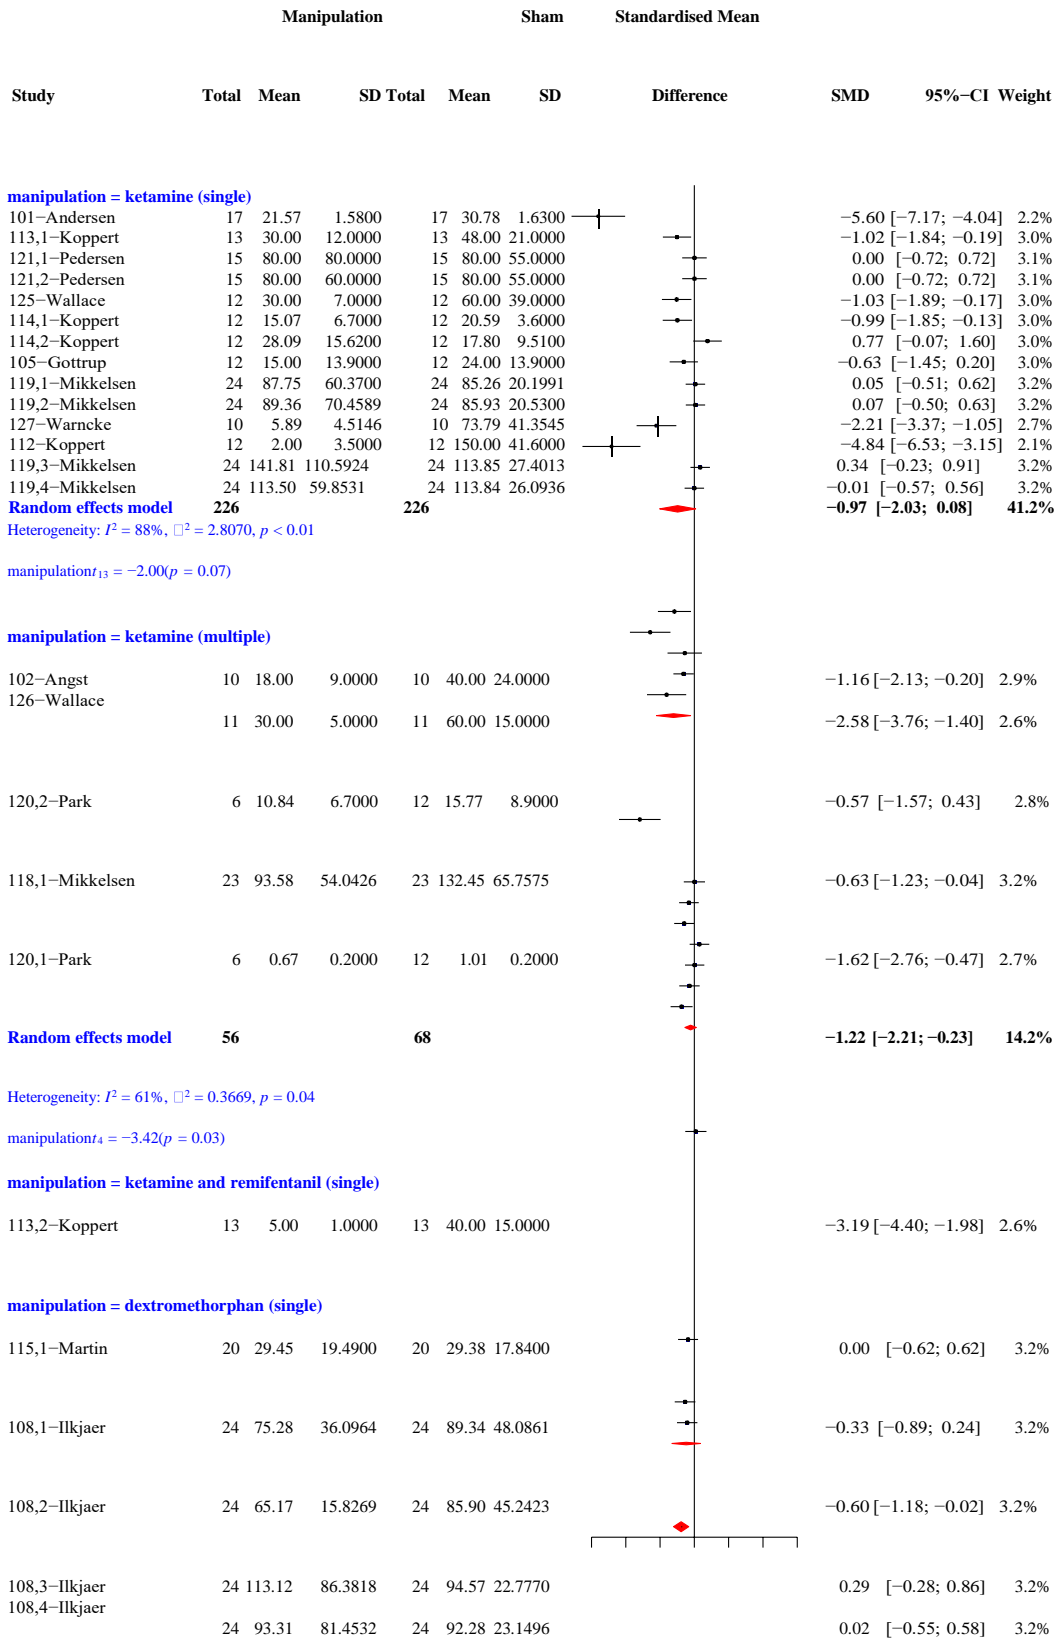 Manipulation Sham Standardised Mean
Study Total Mean SD Total Mean SD Difference SMD 95%−CI Weight
manipulation = ketamine (single)
101−Andersen 17 21.57 1.5800 17 30.78 1.6300 −5.60 [−7.17; −4.04] 2.2%
113,1−Koppert 13 30.00 12.0000 13 48.00 21.0000 −1.02 [−1.84; −0.19] 3.0%
121,1−Pedersen 15 80.00 80.0000 15 80.00 55.0000 0.00 [−0.72; 0.72] 3.1%
121,2−Pedersen 15 80.00 60.0000 15 80.00 55.0000 0.00 [−0.72; 0.72] 3.1%
125−Wallace 12 30.00 7.0000 12 60.00 39.0000 −1.03 [−1.89; −0.17] 3.0%
114,1−Koppert 12 15.07 6.7000 12 20.59 3.6000 −0.99 [−1.85; −0.13] 3.0%
114,2−Koppert 12 28.09 15.6200 12 17.80 9.5100 0.77 [−0.07; 1.60] 3.0%
105−Gottrup 12 15.00 13.9000 12 24.00 13.9000 −0.63 [−1.45; 0.20] 3.0%
119,1−Mikkelsen 24 87.75 60.3700 24 85.26 20.1991 0.05 [−0.51; 0.62] 3.2%
119,2−Mikkelsen 24 89.36 70.4589 24 85.93 20.5300 0.07 [−0.50; 0.63] 3.2%
127−Warncke 10 5.89 4.5146 10 73.79 41.3545 −2.21 [−3.37; −1.05] 2.7%
112−Koppert 12 2.00 3.5000 12 150.00 41.6000 −4.84 [−6.53; −3.15] 2.1%
119,3−Mikkelsen 24 141.81 110.5924 24 113.85 27.4013 0.34 [−0.23; 0.91] 3.2%
119,4−Mikkelsen 24 113.50 59.8531 24 113.84 26.0936 −0.01 [−0.57; 0.56] 3.2%
Random effects model 226 226 −0.97 [−2.03; 0.08] 41.2%
Heterogeneity: I² = 88%, □² = 2.8070, p < 0.01
manipulationt₁₃ = −2.00(p = 0.07)
manipulation = ketamine (multiple)
102−Angst 10 18.00 9.0000 10 40.00 24.0000 −1.16 [−2.13; −0.20] 2.9%
126−Wallace
11 30.00 5.0000 11 60.00 15.0000 −2.58 [−3.76; −1.40] 2.6%
120,2−Park 6 10.84 6.7000 12 15.77 8.9000 −0.57 [−1.57; 0.43] 2.8%
118,1−Mikkelsen 23 93.58 54.0426 23 132.45 65.7575 −0.63 [−1.23; −0.04] 3.2%
120,1−Park 6 0.67 0.2000 12 1.01 0.2000 −1.62 [−2.76; −0.47] 2.7%
Random effects model 56 68 −1.22 [−2.21; −0.23] 14.2%
Heterogeneity: I² = 61%, □² = 0.3669, p = 0.04
manipulationt₄ = −3.42(p = 0.03)
manipulation = ketamine and remifentanil (single)
113,2−Koppert 13 5.00 1.0000 13 40.00 15.0000 −3.19 [−4.40; −1.98] 2.6%
manipulation = dextromethorphan (single)
115,1−Martin 20 29.45 19.4900 20 29.38 17.8400 0.00 [−0.62; 0.62] 3.2%
108,1−Ilkjaer 24 75.28 36.0964 24 89.34 48.0861 −0.33 [−0.89; 0.24] 3.2%
108,2−Ilkjaer 24 65.17 15.8269 24 85.90 45.2423 −0.60 [−1.18; −0.02] 3.2%
108,3−Ilkjaer 24 113.12 86.3818 24 94.57 22.7770 0.29 [−0.28; 0.86] 3.2%
108,4−Ilkjaer
24 93.31 81.4532 24 92.28 23.1496 0.02 [−0.55; 0.58] 3.2%